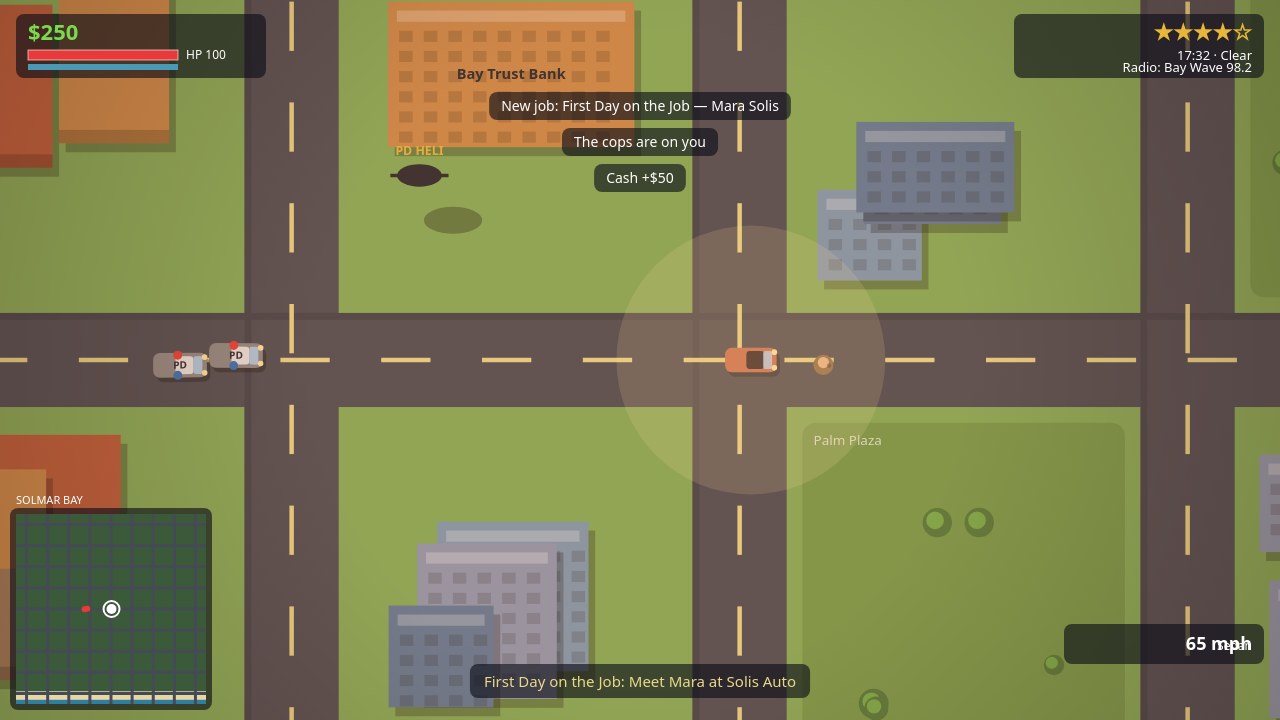 $250
HP 100
★★★★☆
17:32 · Clear
Radio: Bay Wave 98.2
Bay Trust Bank
New job: First Day on the Job — Mara Solis
The cops are on you
PD HELI
Cash +$50
PD
PD
Palm Plaza
SOLMAR BAY
65 mph
First Day on the Job: Meet Mara at Solis Auto